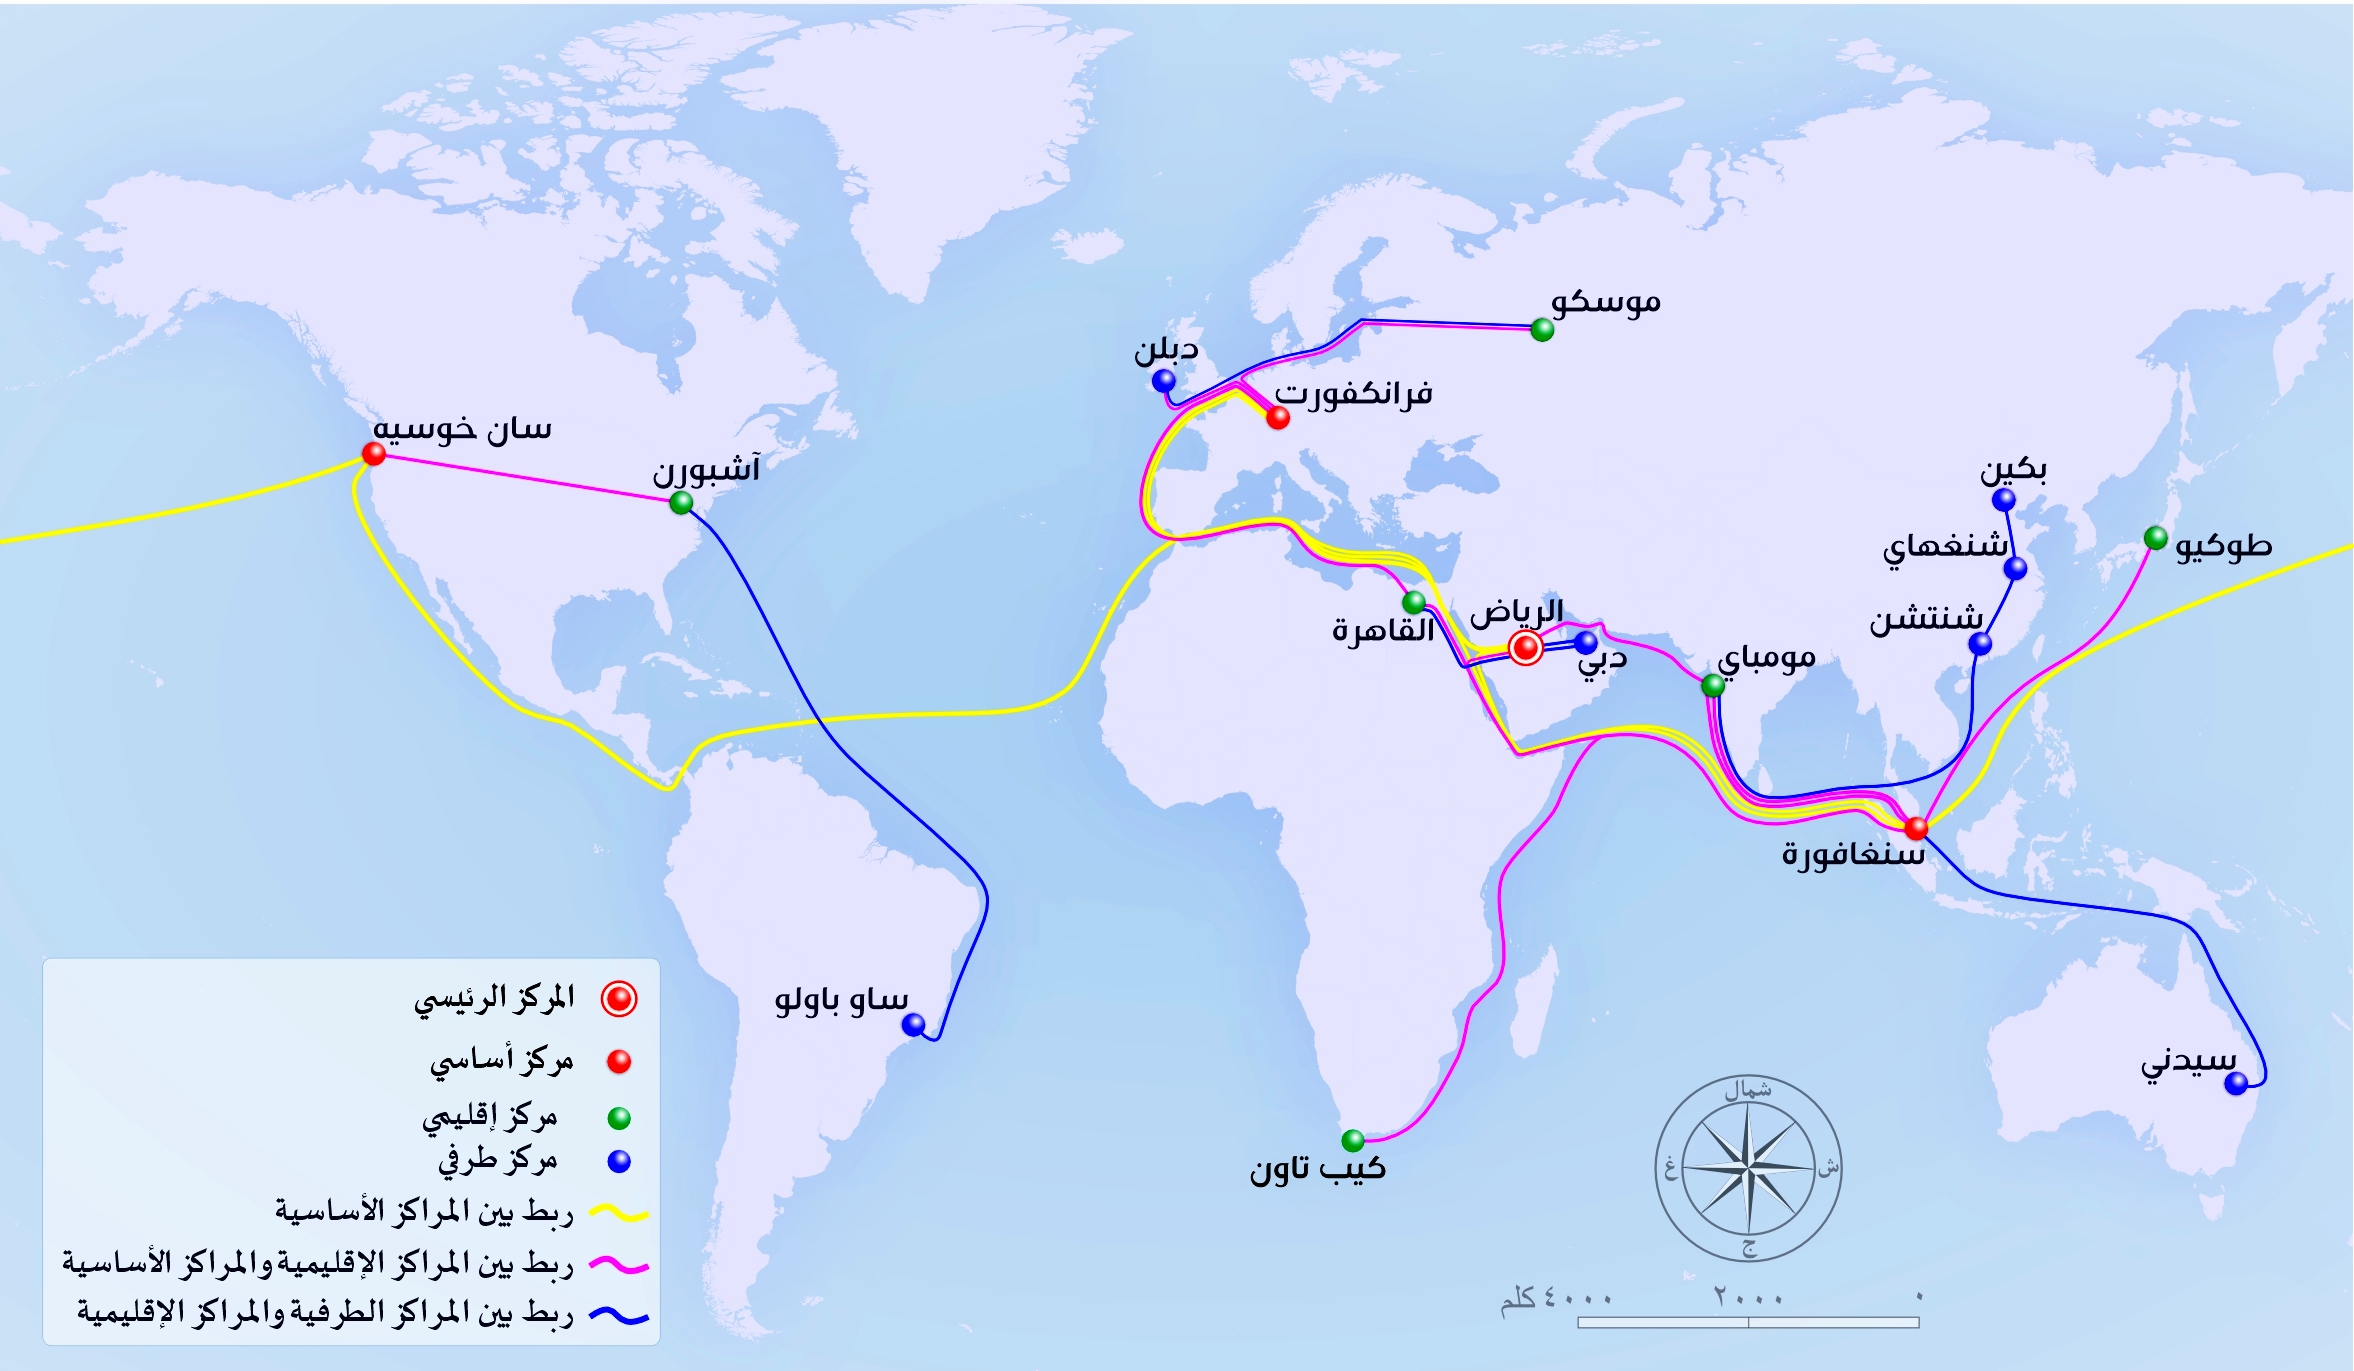 موسكو
دبلن
فرانكفورت
سان خوسيه
آشبورن
بكين
شنغهاي
طوكيو
شنتشن
الرياض
القاهرة
دبي
مومباي
سنغافورة
ساو باولو
سيدني
كيب تاون
المركز الرئيسي
مركز أساسي
مركز إقليمي
مركز طرفي
ربط بين المراكز الأساسية
ربط بين المراكز الإقليمية والمراكز الأساسية
ربط بين المراكز الطرفية والمراكز الإقليمية
شمال
ش
غ
ج
٠ ٢٠٠٠ ٤٠٠٠ كلم